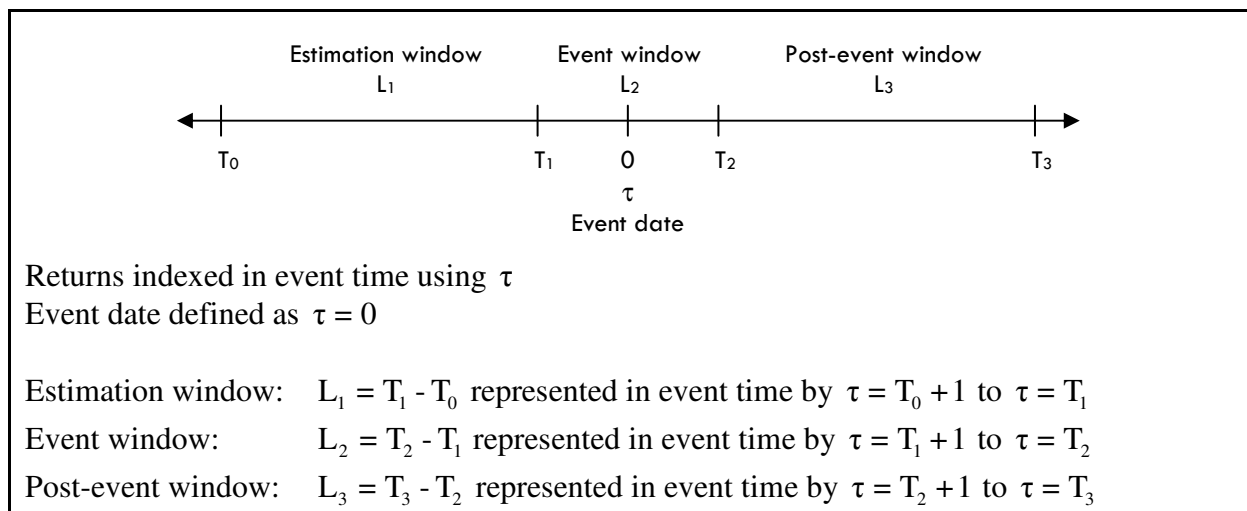 Estimation window Event window Post-event window
L₁ L₂ L₃
T₀ T₁ 0 T₂ T₃
τ
Event date
Returns indexed in event time using τ
Event date defined as τ = 0
Estimation window: L₁ = T₁ - T₀ represented in event time by τ = T₀ + 1 to τ = T₁
Event window: L₂ = T₂ - T₁ represented in event time by τ = T₁ + 1 to τ = T₂
Post-event window: L₃ = T₃ - T₂ represented in event time by τ = T₂ + 1 to τ = T₃